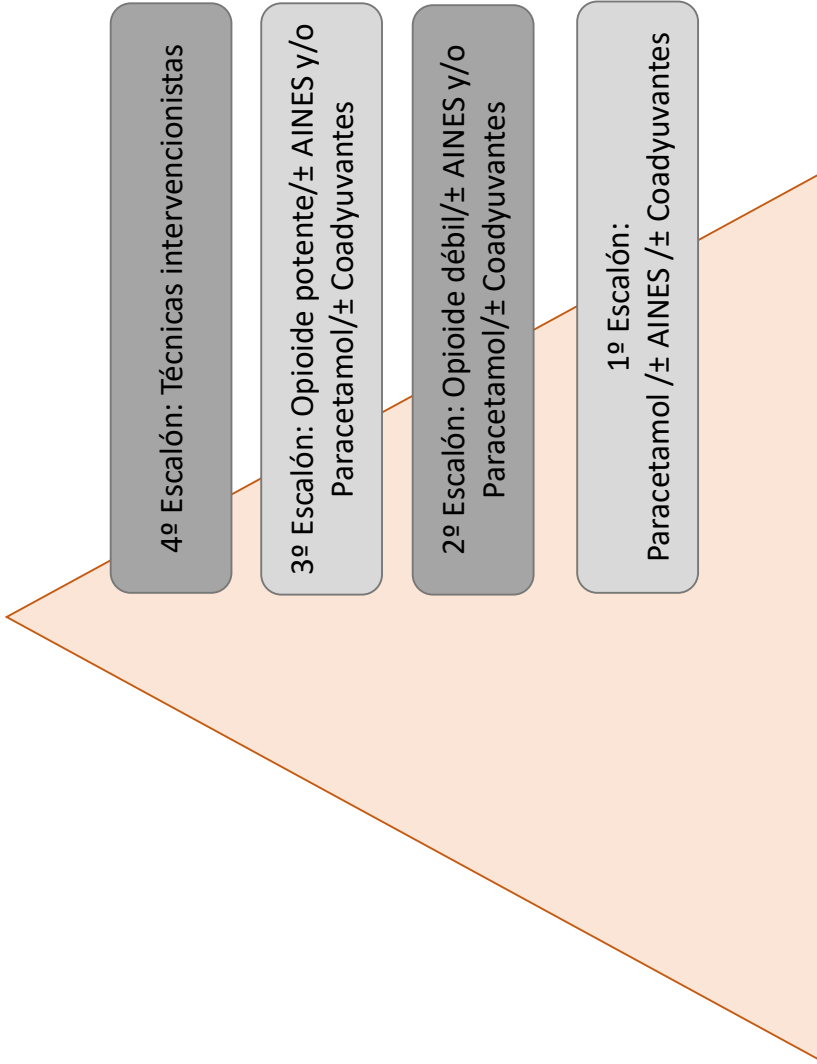 4º Escalón: Técnicas intervencionistas
3º Escalón: Opioide potente/± AINES y/o
Paracetamol/± Coadyuvantes
2º Escalón: Opioide débil/± AINES y/o
Paracetamol/± Coadyuvantes
1º Escalón:
Paracetamol /± AINES /± Coadyuvantes